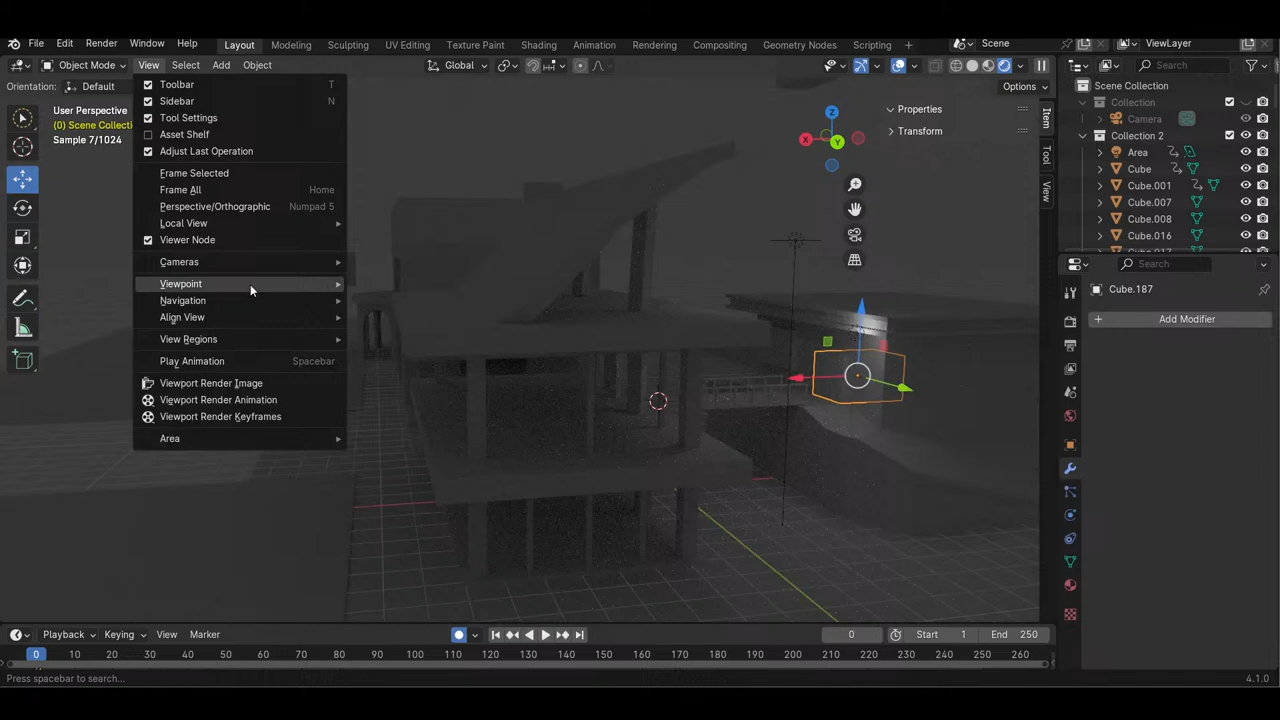 File Edit Render Window Help Layout Modeling Sculpting UV Editing Texture Paint Shading Animation Rendering Compositing Geometry Nodes Scripting + Scene ViewLayer
Object Mode View Select Add Object Global Search
Orientation: Default Options
User Perspective
(0) Scene Collecti
Sample 7/1024
Toolbar T
Sidebar N
Tool Settings
Asset Shelf
Adjust Last Operation
Frame Selected
Frame All Home
Perspective/Orthographic Numpad 5
Local View
Viewer Node
Cameras
Viewpoint
Navigation
Align View
View Regions
Play Animation Spacebar
Viewport Render Image
Viewport Render Animation
Viewport Render Keyframes
Area
Z
X
Y
Properties
Transform
Item
Tool
View
Scene Collection
Collection
Camera
Collection 2
Area
Cube
Cube.001
Cube.007
Cube.008
Cube.016
Search
Cube.187
+ Add Modifier
Playback Keying View Marker 0 Start 1 End 250
0 10 20 30 40 50 60 70 80 90 100 110 120 130 140 150 160 170 180 190 200 210 220 230 240 250 260
Press spacebar to search... 4.1.0